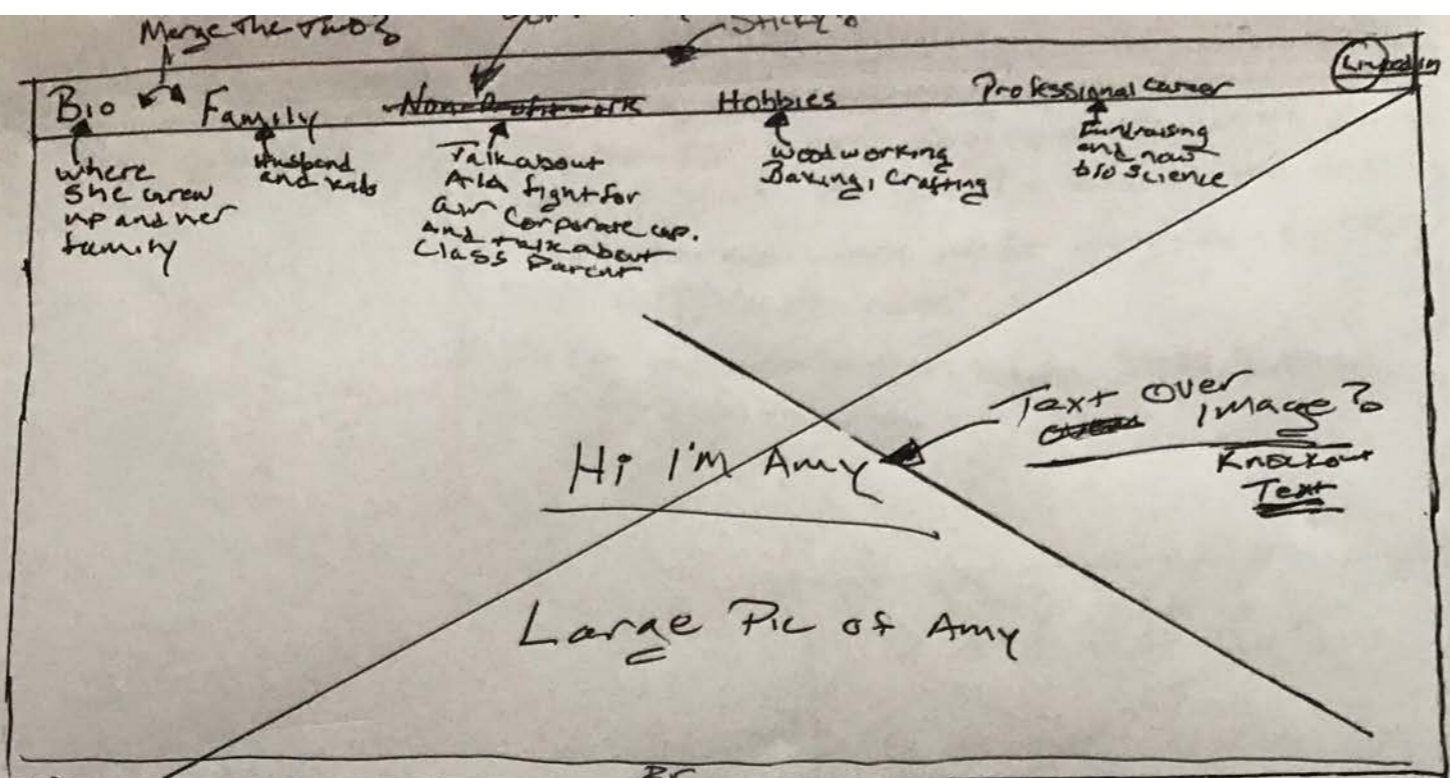 Merge the two?
Sticky?
Bio
Family
Non Profit work
Hobbies
Professional career
Linkedin
where
she grew
up and her
family
Husband
and kids
Talk about
ALA fight for
air Corporate cup.
And talk about
Class Parent
woodworking
Baking, Crafting
Fundraising
and now
bio science
Text over
image?
Knockout
Text
Hi I'm Amy
Large Pic of Amy